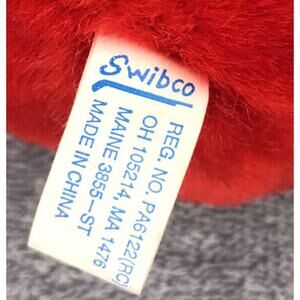 Swibco
REG. NO. PA6122(RC)
OH 105214, MA 1476
MAINE 3855-ST
MADE IN CHINA